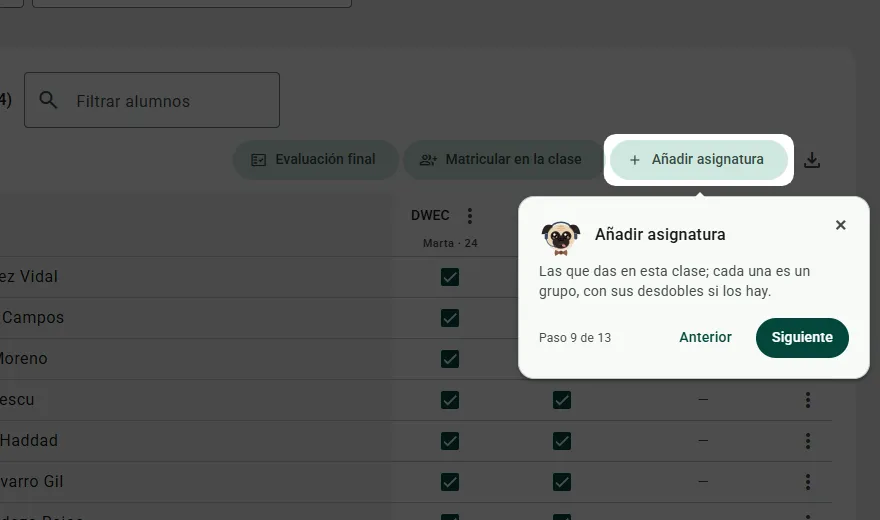 4)
Filtrar alumnos
Evaluación final
Matricular en la clase
Añadir asignatura
DWEC
Marta · 24
Añadir asignatura
Las que das en esta clase; cada una es un
grupo, con sus desdobles si los hay.
Paso 9 de 13
Anterior
Siguiente
ez Vidal
Campos
Moreno
escu
—
Haddad
—
varro Gil
—